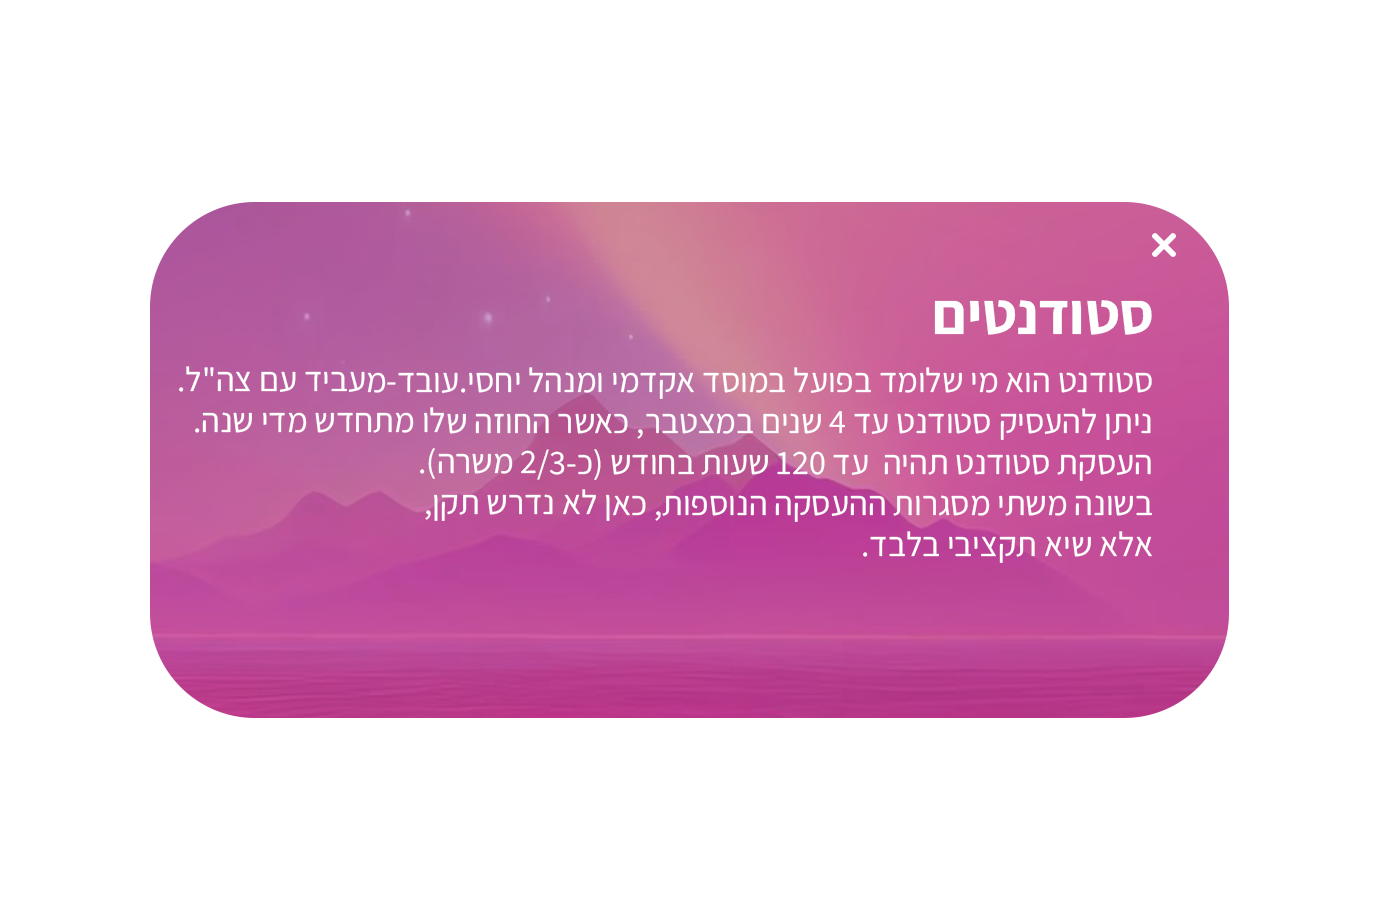 סטודנטים
סטודנט הוא מי שלומד בפועל במוסד אקדמי ומנהל יחסי.עובד-מעביד עם צה"ל.
ניתן להעסיק סטודנט עד 4 שנים במצטבר, כאשר החוזה שלו מתחדש מדי שנה.
העסקת סטודנט תהיה  עד 120 שעות בחודש (כ-2/3 משרה).
בשונה משתי מסגרות ההעסקה הנוספות, כאן לא נדרש תקן,
אלא שיא תקציבי בלבד.